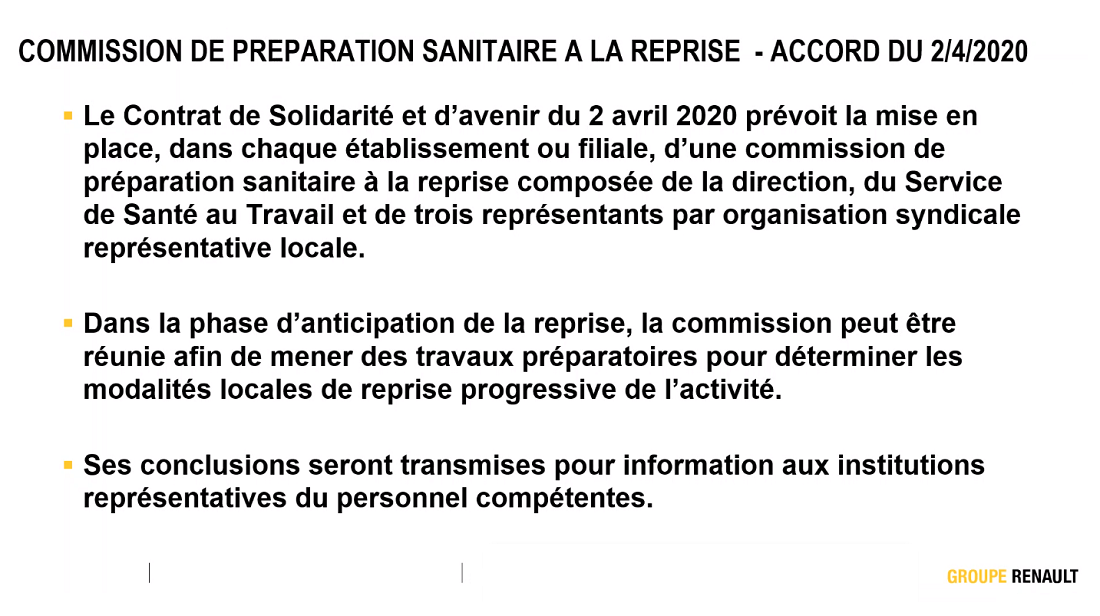 COMMISSION DE PREPARATION SANITAIRE A LA REPRISE - ACCORD DU 2/4/2020
Le Contrat de Solidarité et d’avenir du 2 avril 2020 prévoit la mise en
place, dans chaque établissement ou filiale, d’une commission de
préparation sanitaire à la reprise composée de la direction, du Service
de Santé au Travail et de trois représentants par organisation syndicale
représentative locale.
Dans la phase d’anticipation de la reprise, la commission peut être
réunie afin de mener des travaux préparatoires pour déterminer les
modalités locales de reprise progressive de l’activité.
Ses conclusions seront transmises pour information aux institutions
représentatives du personnel compétentes.
GROUPE RENAULT